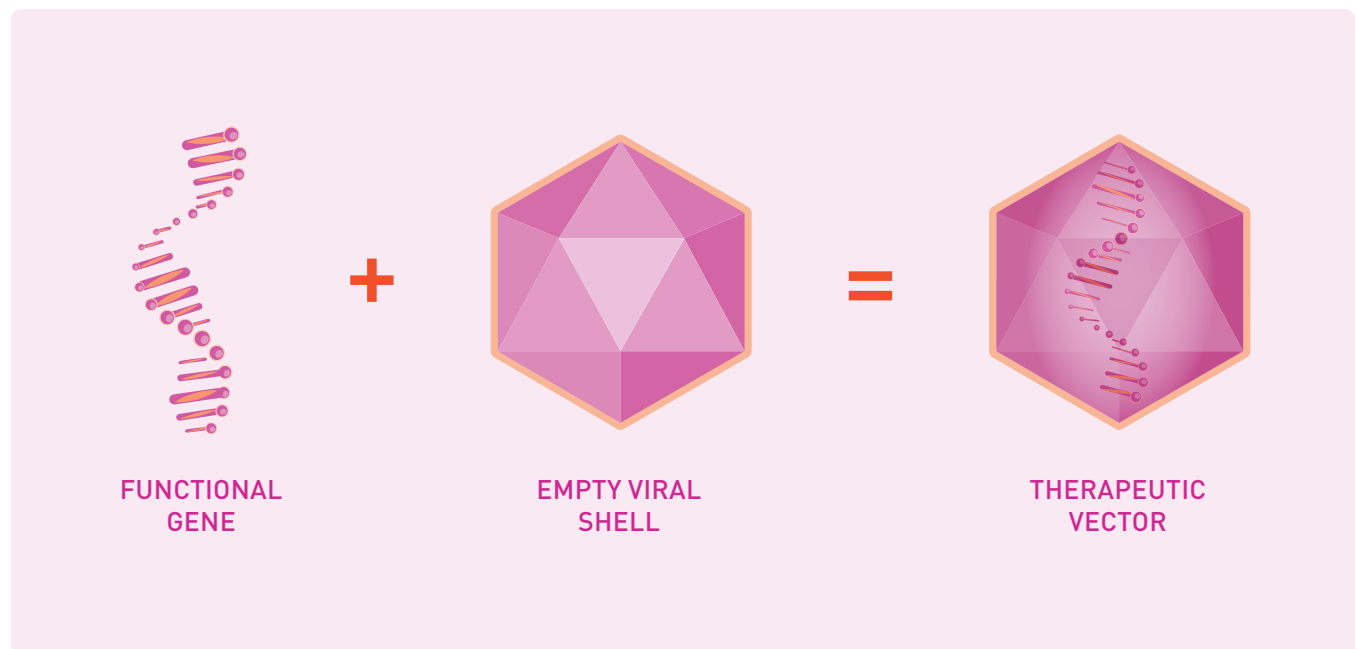 +
=
FUNCTIONAL
GENE
EMPTY VIRAL
SHELL
THERAPEUTIC
VECTOR